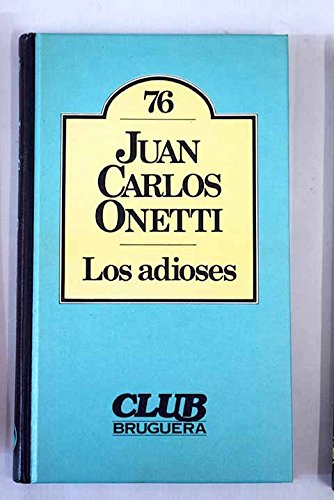 76
JUAN
CARLOS
ONETTI
Los adioses
CLUB
BRUGUERA